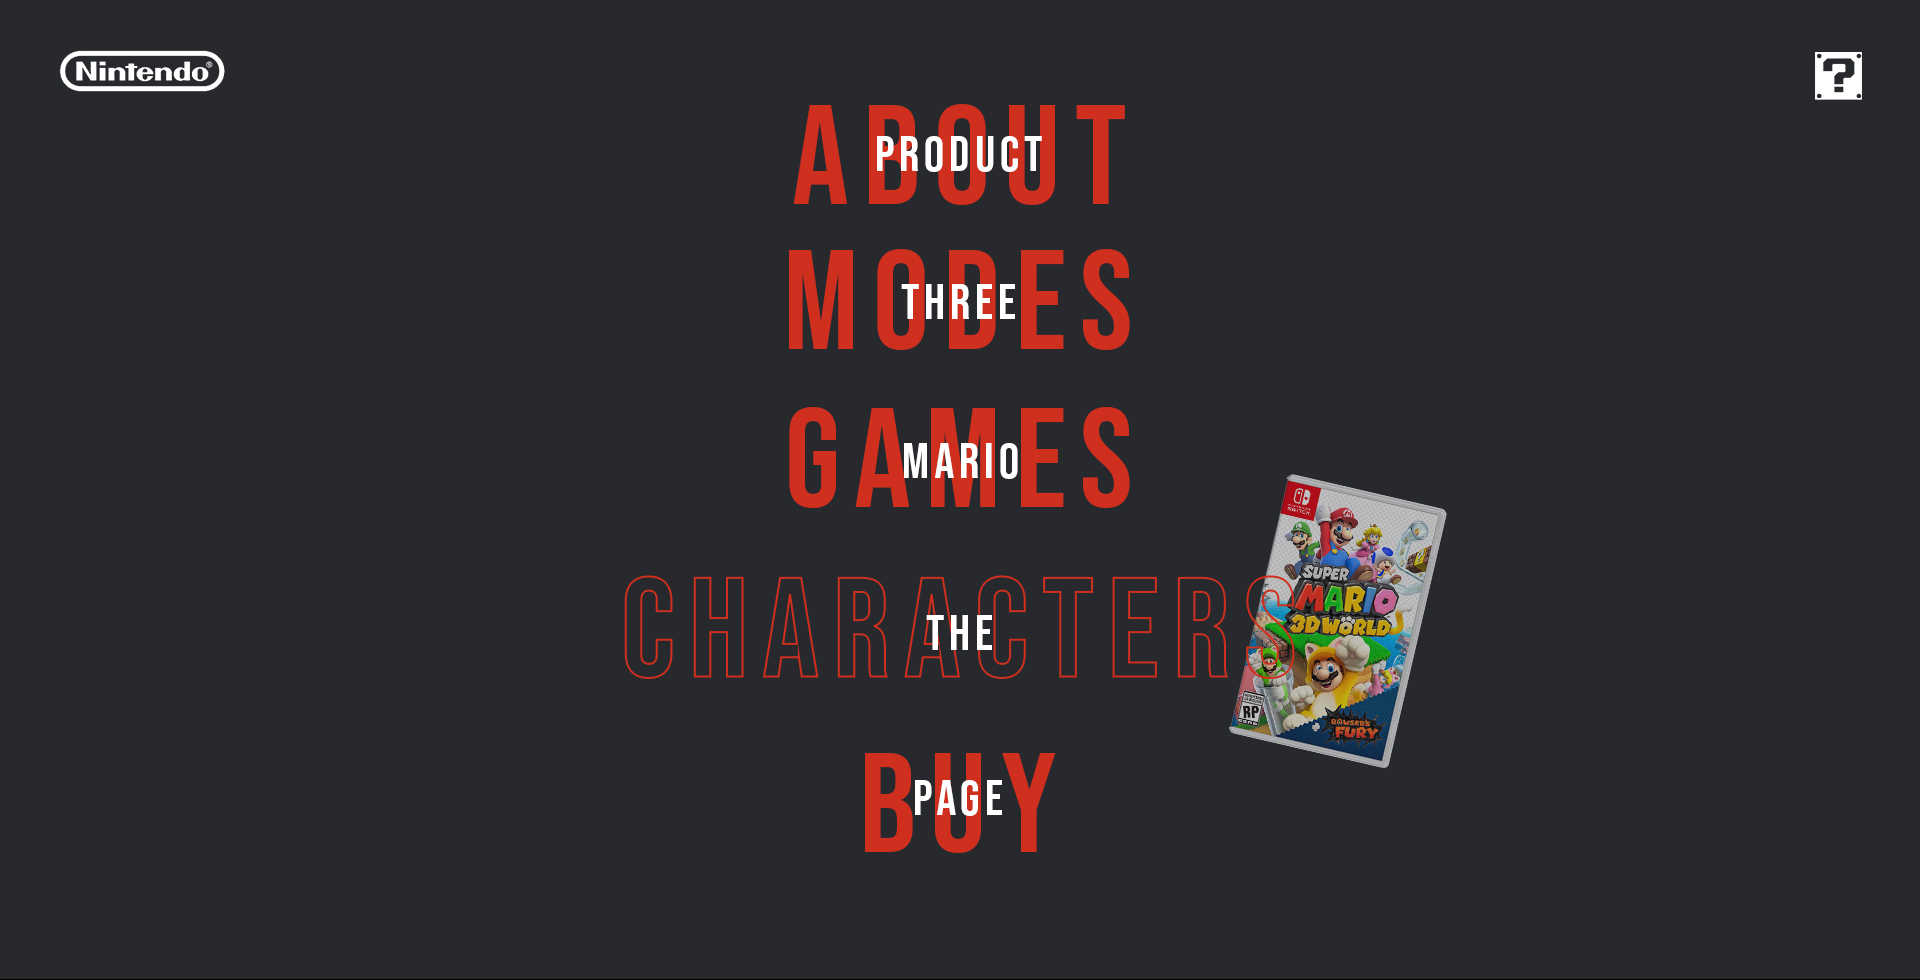 Nintendo®
?
ABOUT
PRODUCT
MODES
THREE
GAMES
MARIO
CHARACTERS
THE
BUY
PAGE
SUPER
MARIO
3D WORLD
BOWSER'S
FURY
RP